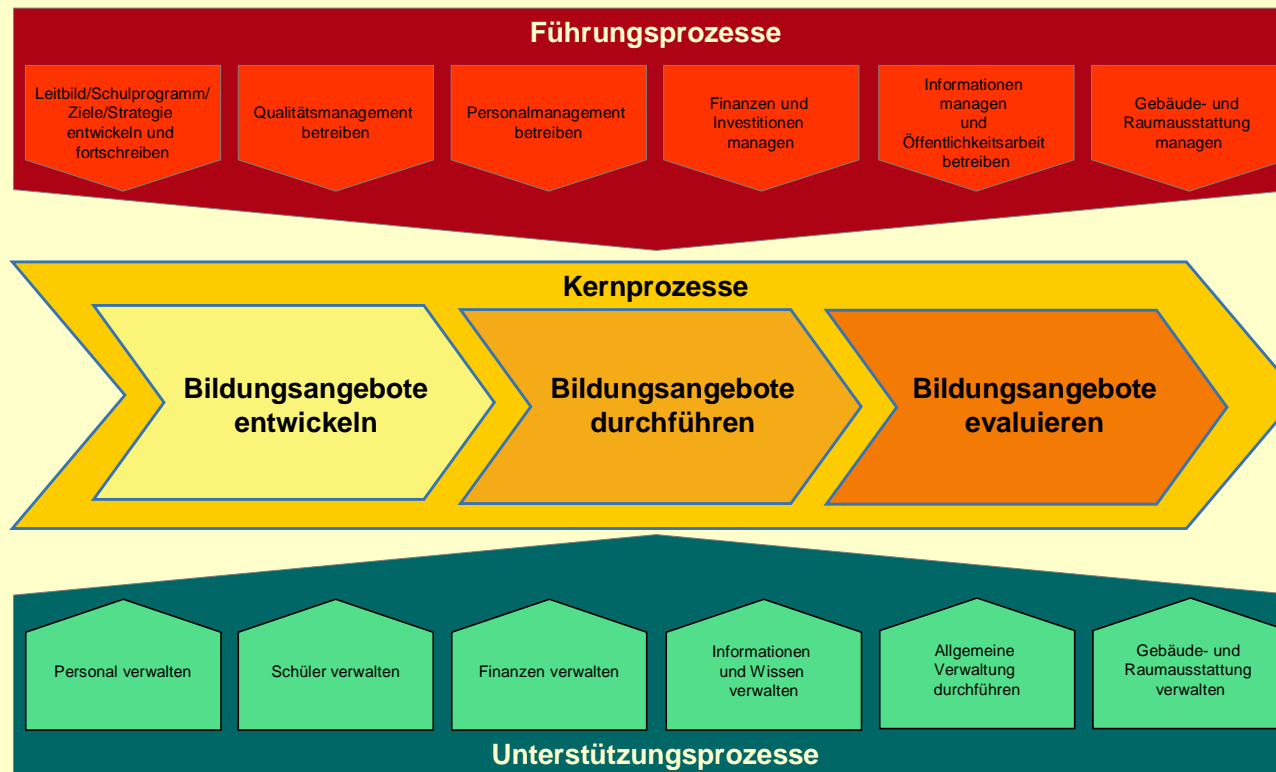 Führungsprozesse
Leitbild/Schulprogramm/
Ziele/Strategie
entwickeln und
fortschreiben
Qualitätsmanagement
betreiben
Personalmanagement
betreiben
Finanzen und
Investitionen
managen
Informationen
managen
und
Öffentlichkeitsarbeit
betreiben
Gebäude- und
Raumausstattung
managen
Kernprozesse
Bildungsangebote
entwickeln
Bildungsangebote
durchführen
Bildungsangebote
evaluieren
Personal verwalten
Schüler verwalten
Finanzen verwalten
Informationen
und Wissen
verwalten
Allgemeine
Verwaltung
durchführen
Gebäude- und
Raumausstattung
verwalten
Unterstützungsprozesse